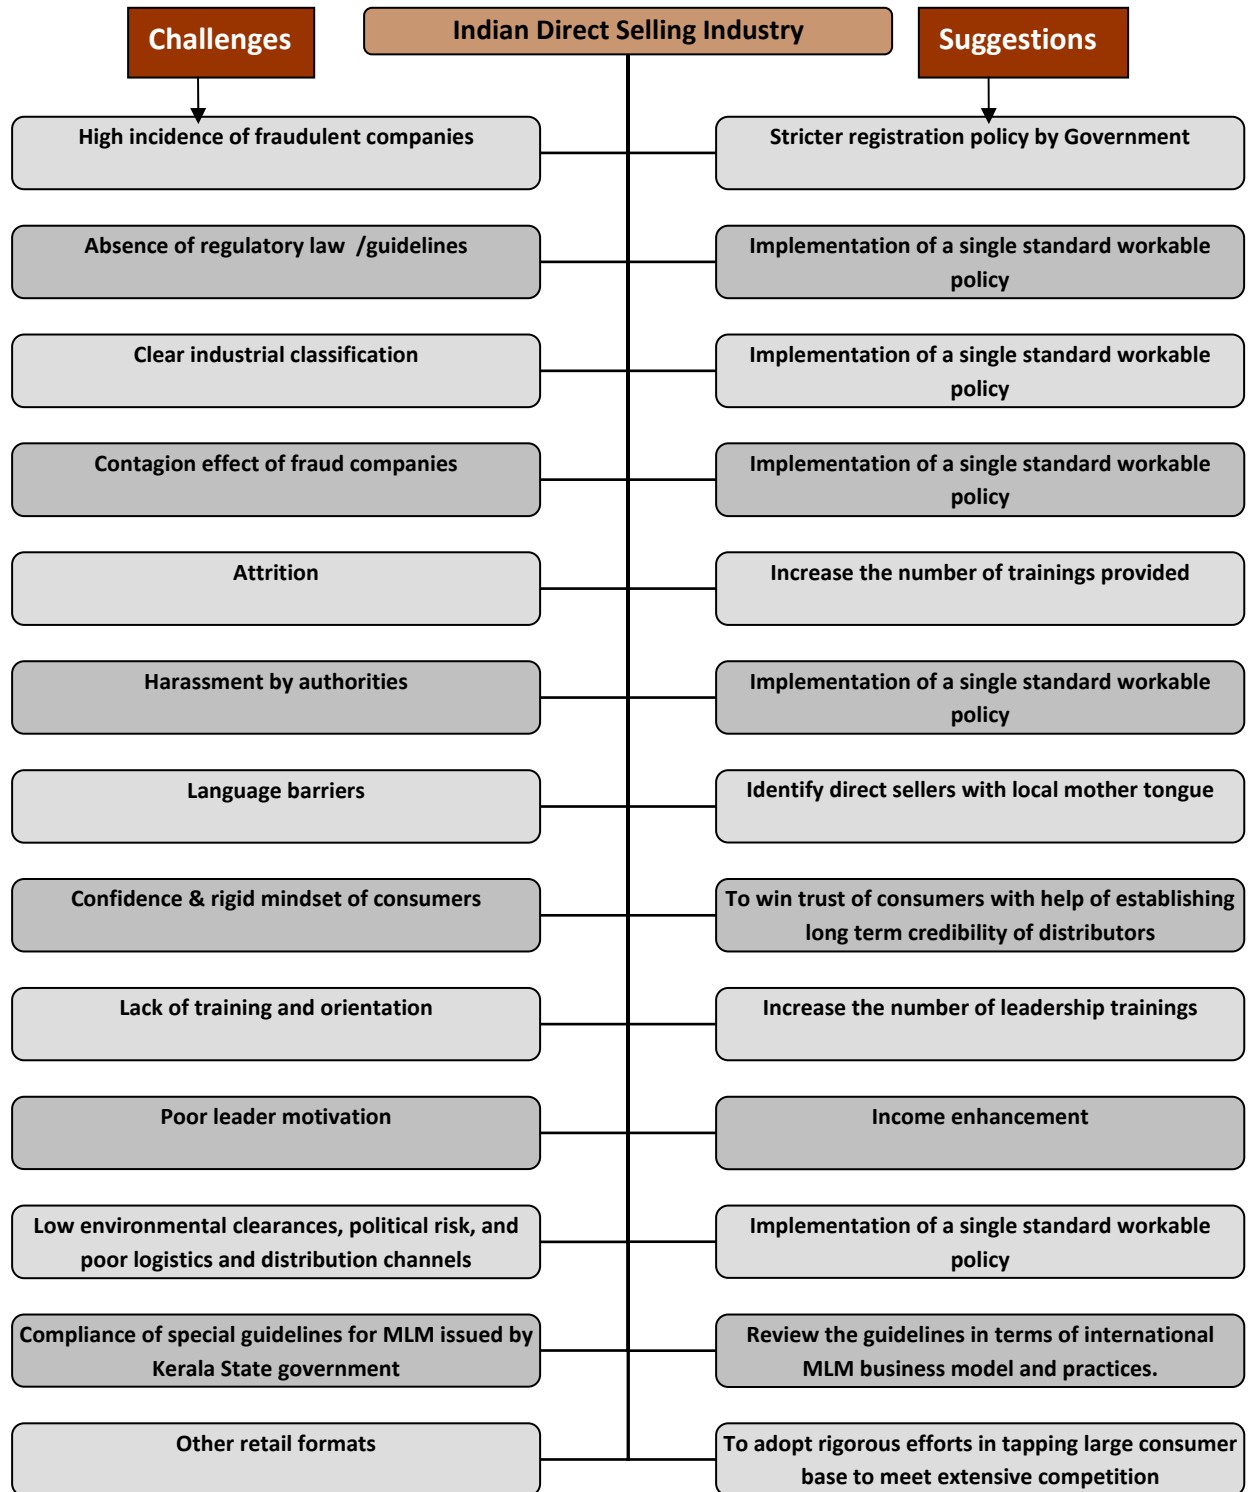 Challenges
Indian Direct Selling Industry
Suggestions
High incidence of fraudulent companies
Stricter registration policy by Government
Absence of regulatory law /guidelines
Implementation of a single standard workable
policy
Clear industrial classification
Implementation of a single standard workable
policy
Contagion effect of fraud companies
Implementation of a single standard workable
policy
Attrition
Increase the number of trainings provided
Harassment by authorities
Implementation of a single standard workable
policy
Language barriers
Identify direct sellers with local mother tongue
Confidence & rigid mindset of consumers
To win trust of consumers with help of establishing
long term credibility of distributors
Lack of training and orientation
Increase the number of leadership trainings
Poor leader motivation
Income enhancement
Low environmental clearances, political risk, and
poor logistics and distribution channels
Implementation of a single standard workable
policy
Compliance of special guidelines for MLM issued by
Kerala State government
Review the guidelines in terms of international
MLM business model and practices.
Other retail formats
To adopt rigorous efforts in tapping large consumer
base to meet extensive competition